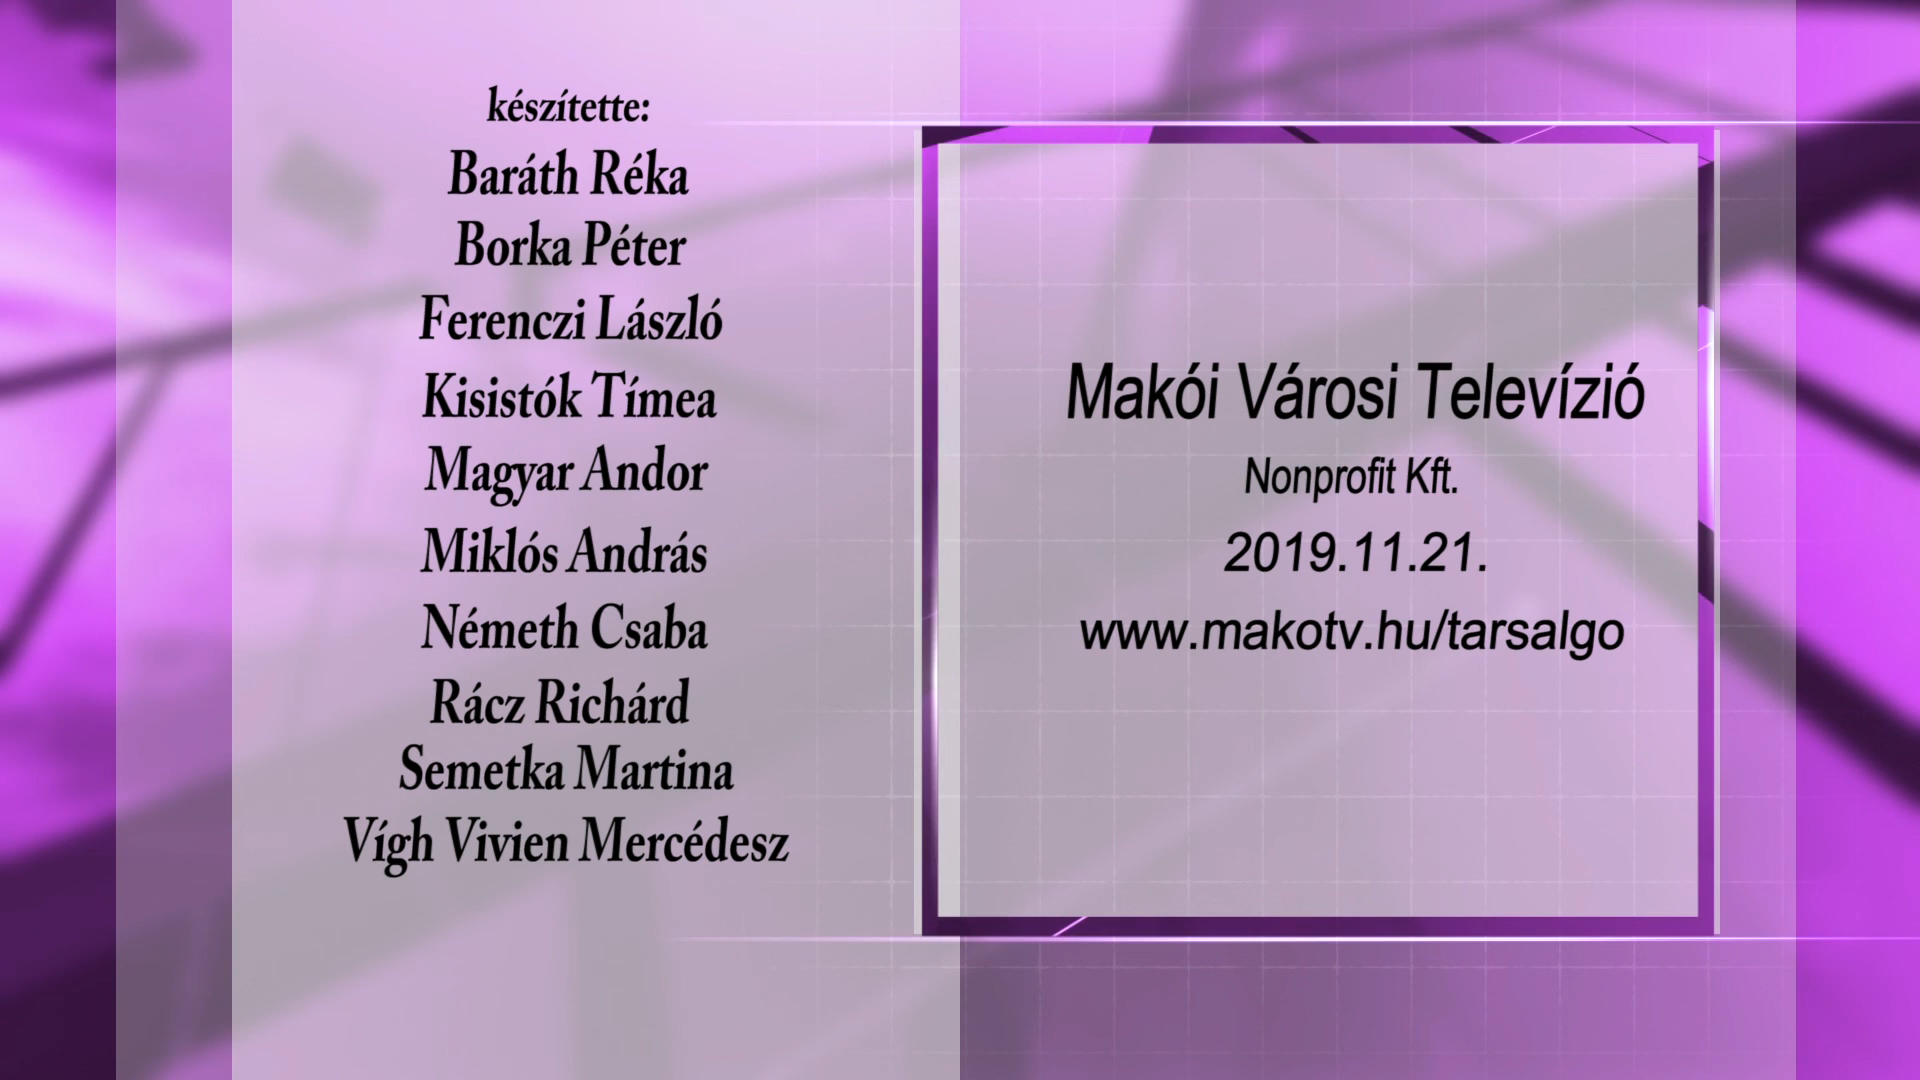 készítette:
Baráth Réka
Borka Péter
Ferenczi László
Kisistók Tímea
Magyar Andor
Miklós András
Németh Csaba
Rácz Richárd
Semetka Martina
Vígh Vivien Mercédesz
Makói Városi Televízió
Nonprofit Kft.
2019.11.21.
www.makotv.hu/tarsalgo